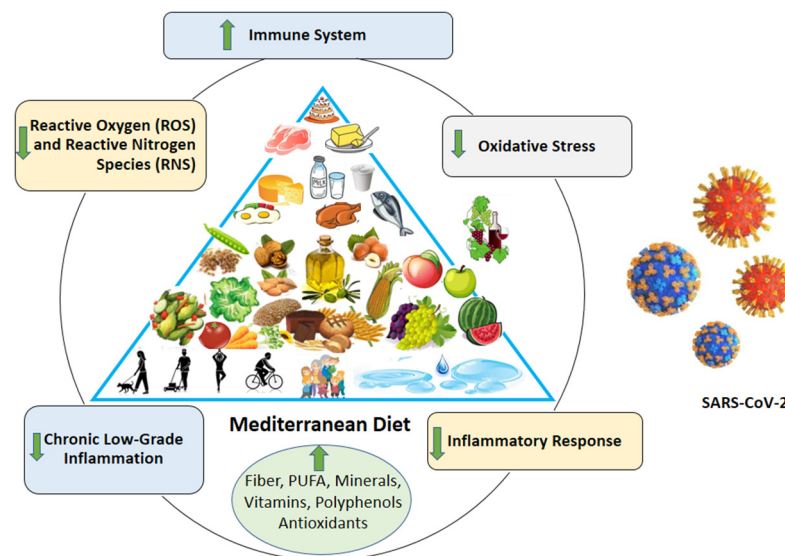 Immune System
Reactive Oxygen (ROS)
and Reactive Nitrogen
Species (RNS)
Oxidative Stress
MILK
SARS-CoV-2
Mediterranean Diet
Chronic Low-Grade
Inflammation
Inflammatory Response
Fiber, PUFA, Minerals,
Vitamins, Polyphenols
Antioxidants